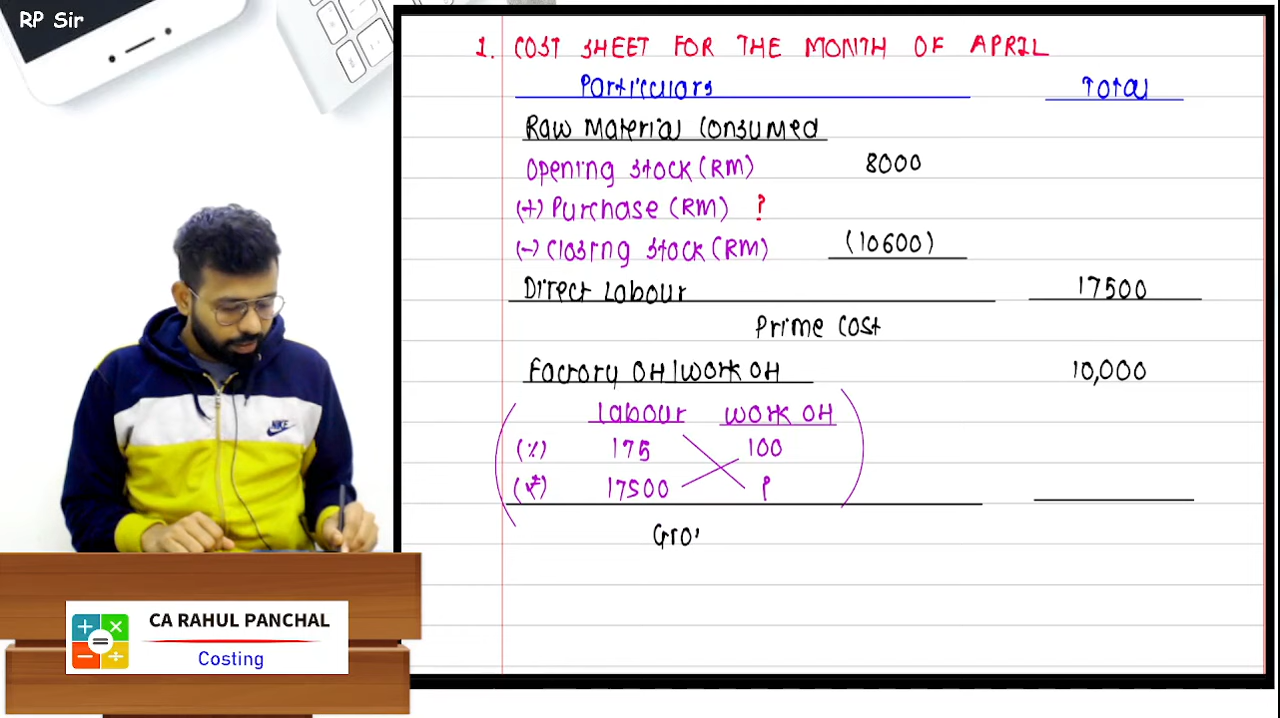 RP Sir
1. COST SHEET FOR THE MONTH OF APRIL
Particulars Total
Raw Material Consumed
Opening Stock (RM) 8000
(+) Purchase (RM) ?
(-) Closing Stock (RM) (10600)
Direct Labour 17500
Prime Cost
Factory OH/Work OH 10,000
Labour Work OH
(%) 175 100
(₹) 17500 ?
Gro
NIKE
CA RAHUL PANCHAL
Costing